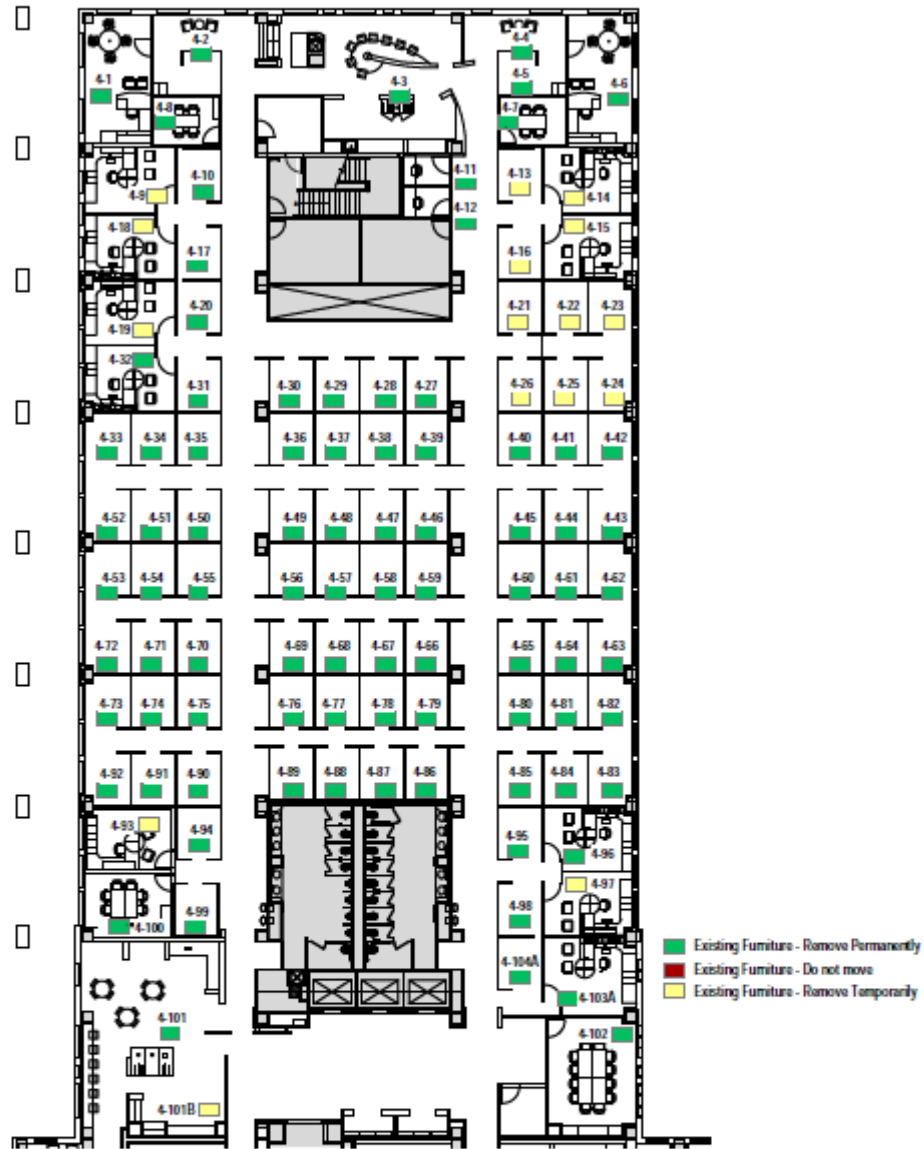 4-2
4-4
4-1
4-3
4-5
4-6
4-8
4-7
4-11
4-10
4-13
4-9
4-14
4-12
4-18
4-15
4-17
4-16
4-20
4-21 4-22 4-23
4-19
4-32
4-31 4-30 4-29 4-28 4-27 4-26 4-25 4-24
4-33 4-34 4-35 4-36 4-37 4-38 4-39 4-40 4-41 4-42
4-52 4-51 4-50 4-49 4-48 4-47 4-46 4-45 4-44 4-43
4-53 4-54 4-55 4-56 4-57 4-58 4-59 4-60 4-61 4-62
4-72 4-71 4-70 4-69 4-68 4-67 4-66 4-65 4-64 4-63
4-73 4-74 4-75 4-76 4-77 4-78 4-79 4-80 4-81 4-82
4-92 4-91 4-90 4-89 4-88 4-87 4-86 4-85 4-84 4-83
4-93 4-94 4-95 4-96
4-97
4-99 4-98
4-100
4-104A
4-103A
4-101
4-102
4-101B
Existing Furniture - Remove Permanently
Existing Furniture - Do not move
Existing Furniture - Remove Temporarily